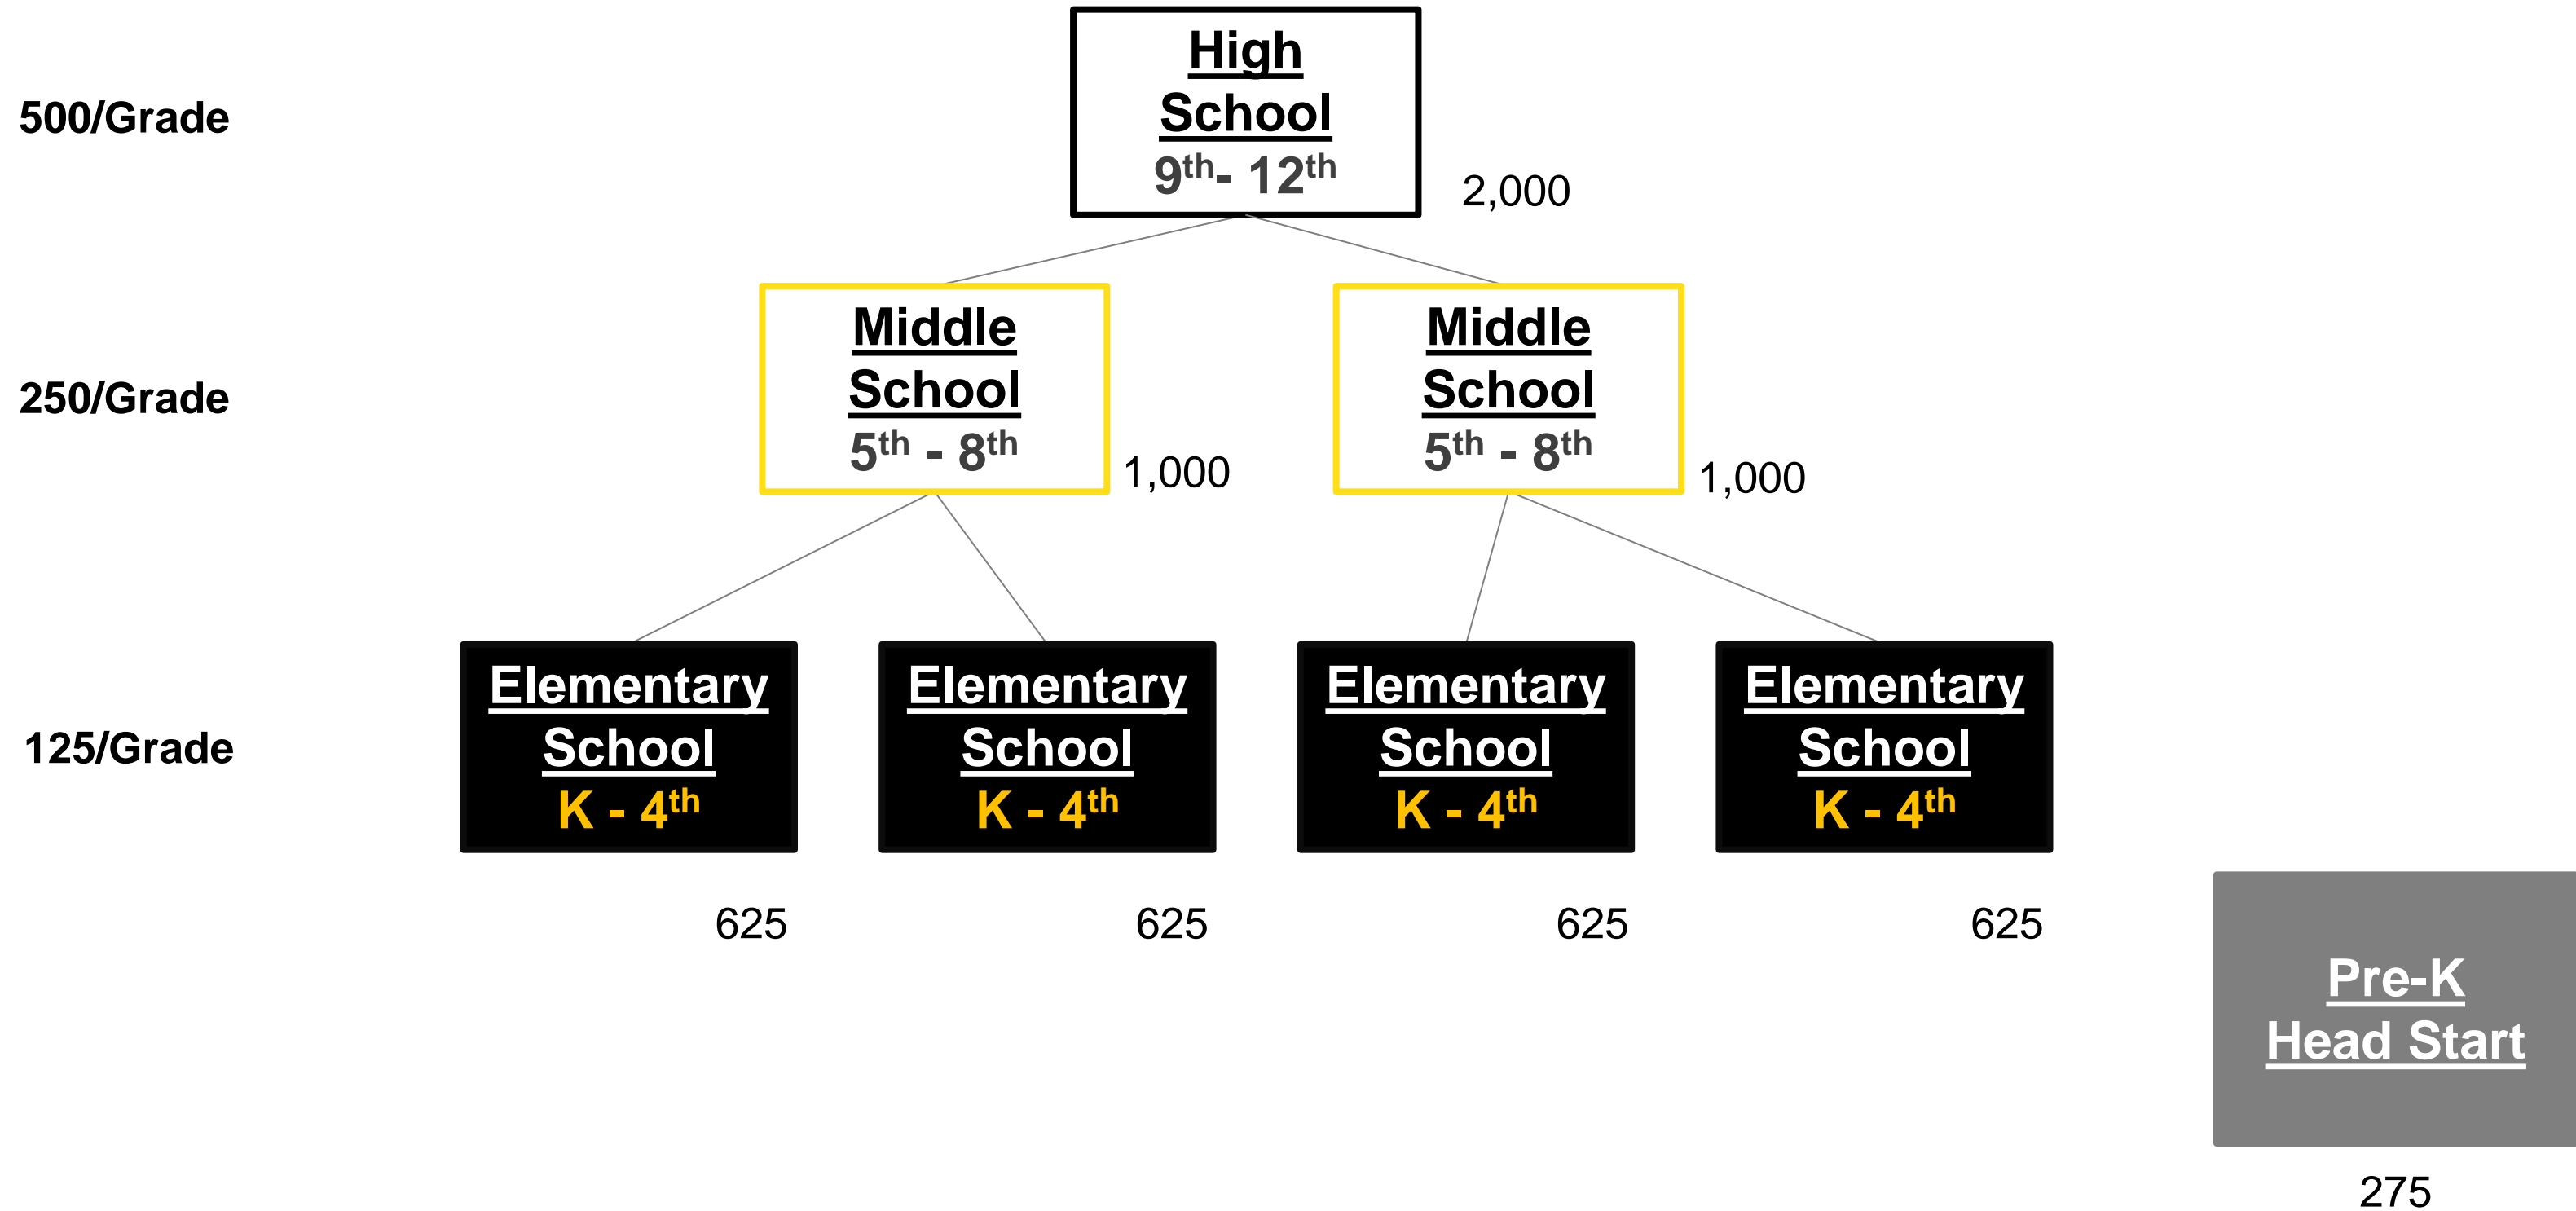 500/Grade
High
School
9th- 12th
2,000
250/Grade
Middle
School
5th - 8th
1,000
Middle
School
5th - 8th
1,000
125/Grade
Elementary
School
K - 4th
625
Elementary
School
K - 4th
625
Elementary
School
K - 4th
625
Elementary
School
K - 4th
625
Pre-K
Head Start
275